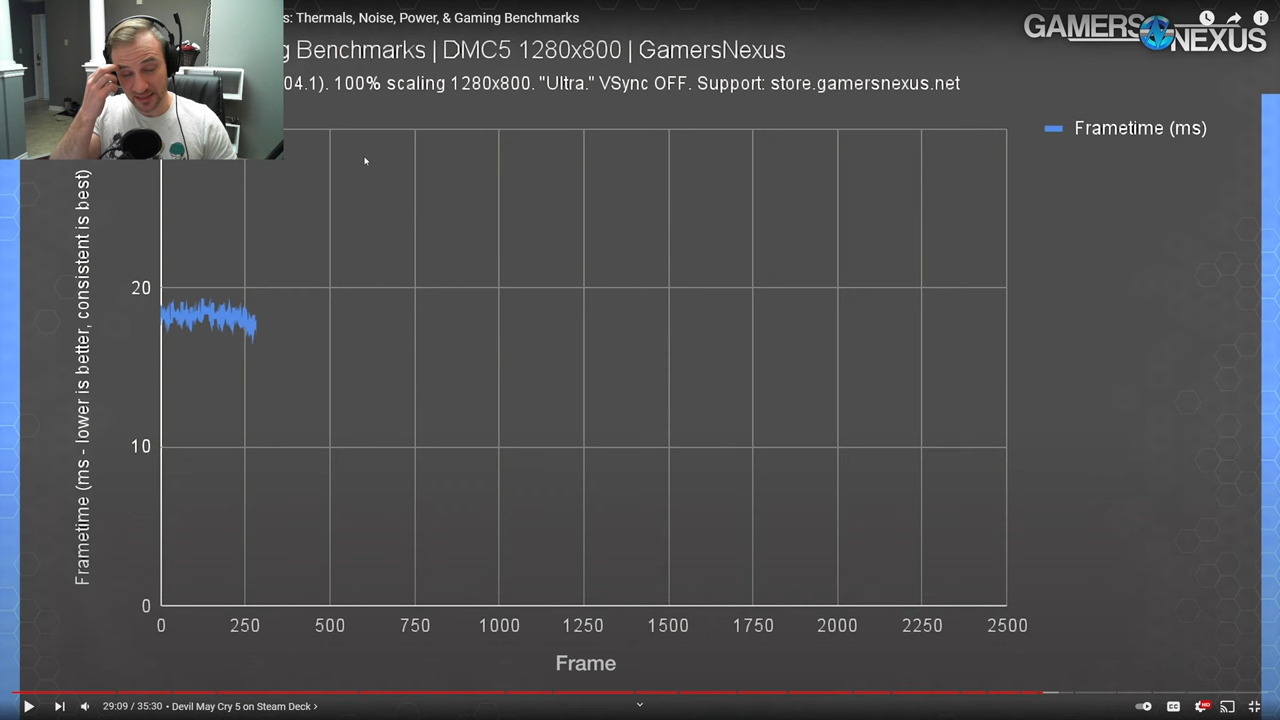 s: Thermals, Noise, Power, & Gaming Benchmarks
GAMERS NEXUS
g Benchmarks | DMC5 1280x800 | GamersNexus
04.1). 100% scaling 1280x800. "Ultra." VSync OFF. Support: store.gamersnexus.net
Frametime (ms)
Frametime (ms - lower is better, consistent is best)
20
10
0
0 250 500 750 1000 1250 1500 1750 2000 2250 2500
Frame
29:09 / 35:30 • Devil May Cry 5 on Steam Deck >
CC
HD